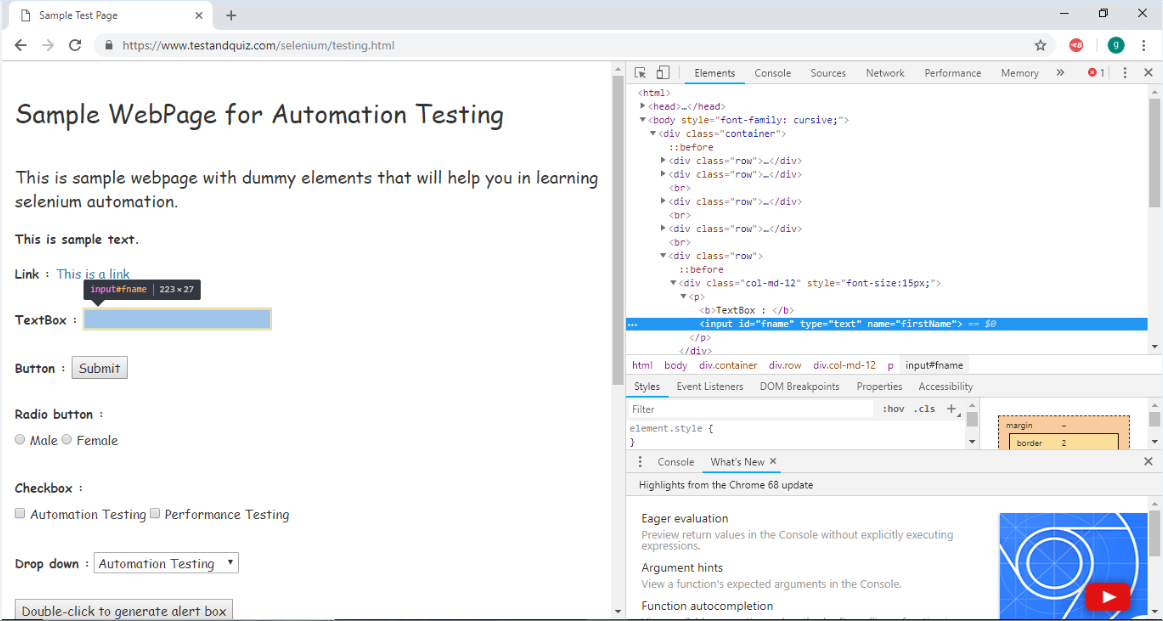 Sample Test Page
https://www.testandquiz.com/selenium/testing.html
g
Sample WebPage for Automation Testing
This is sample webpage with dummy elements that will help you in learning
selenium automation.
This is sample text.
Link : This is a link
input#fname 223 × 27
TextBox :
Button : Submit
Radio button :
Male Female
Checkbox :
Automation Testing Performance Testing
Drop down : Automation Testing
Double-click to generate alert box
Elements Console Sources Network Performance Memory » 1
<html>
<head>…</head>
<body style="font-family: cursive;">
<div class="container">
::before
<div class="row">…</div>
<div class="row">…</div>
<br>
<div class="row">…</div>
<br>
<div class="row">…</div>
<br>
<div class="row">
::before
<div class="col-md-12" style="font-size:15px;">
<p>
<b>TextBox : </b>
… <input id="fname" type="text" name="firstName"> == $0
</p>
</div>
html body div.container div.row div.col-md-12 p input#fname
Styles Event Listeners DOM Breakpoints Properties Accessibility
Filter :hov .cls +
element.style {
}
margin -
border 2
Console What's New
Highlights from the Chrome 68 update
Eager evaluation
Preview return values in the Console without explicitly executing
expressions.
Argument hints
View a function's expected arguments in the Console.
Function autocompletion